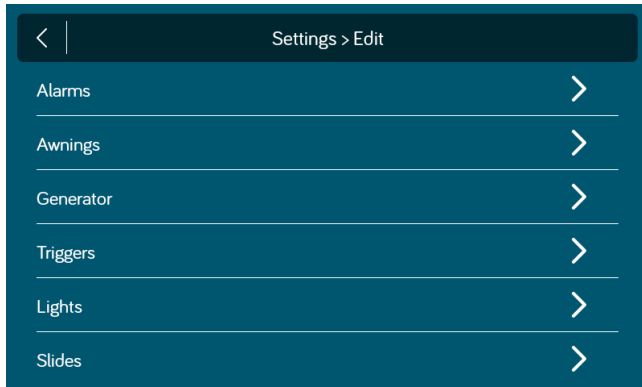 Settings > Edit
Alarms
Awnings
Generator
Triggers
Lights
Slides